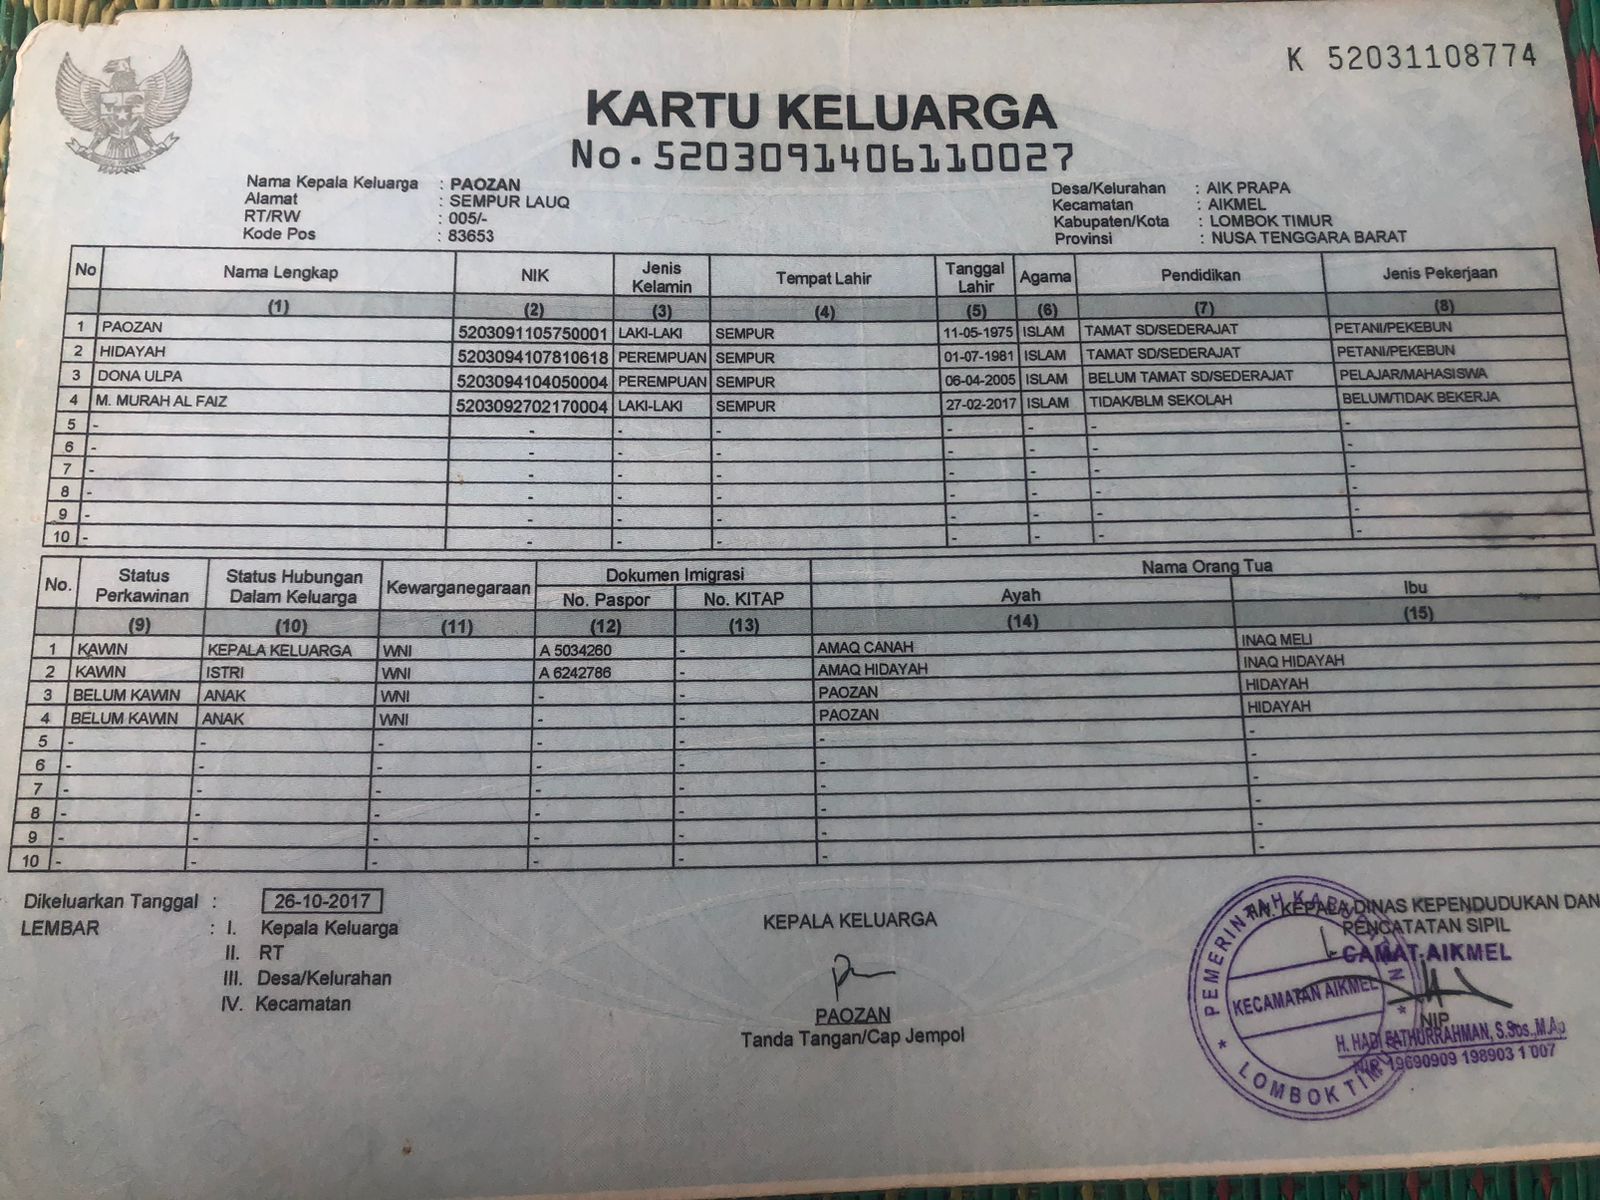 K 52031108774
KARTU KELUARGA
No.5203091406110027
Nama Kepala Keluarga : PAOZAN
Alamat : SEMPUR LAUQ
RT/RW : 005/-
Kode Pos : 83653
Desa/Kelurahan : AIK PRAPA
Kecamatan : AIKMEL
Kabupaten/Kota : LOMBOK TIMUR
Provinsi : NUSA TENGGARA BARAT
No Nama Lengkap NIK Jenis Kelamin Tempat Lahir Tanggal Lahir Agama Pendidikan Jenis Pekerjaan
(1) (2) (3) (4) (5) (6) (7) (8)
1 PAOZAN 5203091105750001 LAKI-LAKI SEMPUR 11-05-1975 ISLAM TAMAT SD/SEDERAJAT PETANI/PEKEBUN
2 HIDAYAH 5203094107810618 PEREMPUAN SEMPUR 01-07-1981 ISLAM TAMAT SD/SEDERAJAT PETANI/PEKEBUN
3 DONA ULPA 5203094104050004 PEREMPUAN SEMPUR 06-04-2005 ISLAM BELUM TAMAT SD/SEDERAJAT PELAJAR/MAHASISWA
4 M. MURAH AL FAIZ 5203092702170004 LAKI-LAKI SEMPUR 27-02-2017 ISLAM TIDAK/BLM SEKOLAH BELUM/TIDAK BEKERJA
5 - - - - - - - -
6 - - - - - - - -
7 - - - - - - - -
8 - - - - - - - -
9 - - - - - - - -
10 - - - - - - - -
No. Status Perkawinan Status Hubungan Dalam Keluarga Kewarganegaraan Dokumen Imigrasi Nama Orang Tua
No. Paspor No. KITAP Ayah Ibu
(9) (10) (11) (12) (13) (14) (15)
1 KAWIN KEPALA KELUARGA WNI A 5034260 - AMAQ CANAH INAQ MELI
2 KAWIN ISTRI WNI A 6242786 - AMAQ HIDAYAH INAQ HIDAYAH
3 BELUM KAWIN ANAK WNI - - PAOZAN HIDAYAH
4 BELUM KAWIN ANAK WNI - - PAOZAN HIDAYAH
5 - - - - - - -
6 - - - - - - -
7 - - - - - - -
8 - - - - - - -
9 - - - - - - -
10 - - - - - - -
Dikeluarkan Tanggal : 26-10-2017
LEMBAR : I. Kepala Keluarga
II. RT
III. Desa/Kelurahan
IV. Kecamatan
KEPALA KELUARGA
PAOZAN
Tanda Tangan/Cap Jempol
AN. KEPALA DINAS KEPENDUDUKAN DAN
PENCATATAN SIPIL
CAMAT AIKMEL
NIP
H. HADI FATHURRAHMAN, S.Sos.,M.Ap
NIP. 19690909 198903 1 007
PEMERINTAH KABUPATEN
KECAMATAN AIKMEL
LOMBOK TIMUR